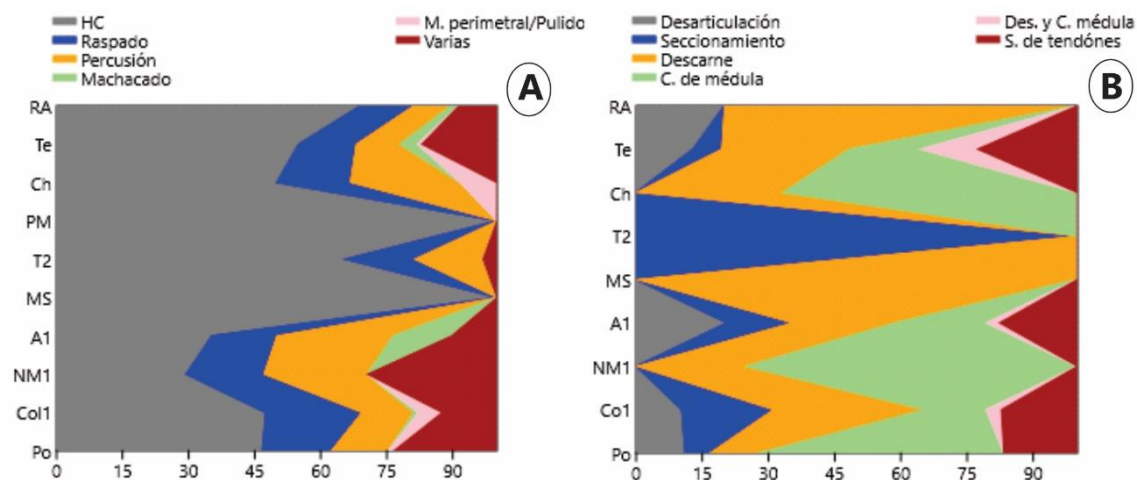 HC
Raspado
Percusión
Machacado
M. perimetral/Pulido
Varias
A
RA
Te
Ch
PM
T2
MS
A1
NM1
Col1
Po
0 15 30 45 60 75 90
Desarticulación
Seccionamiento
Descarne
C. de médula
Des. y C. médula
S. de tendónes
B
RA
Te
Ch
T2
MS
A1
NM1
Co1
Po
0 15 30 45 60 75 90